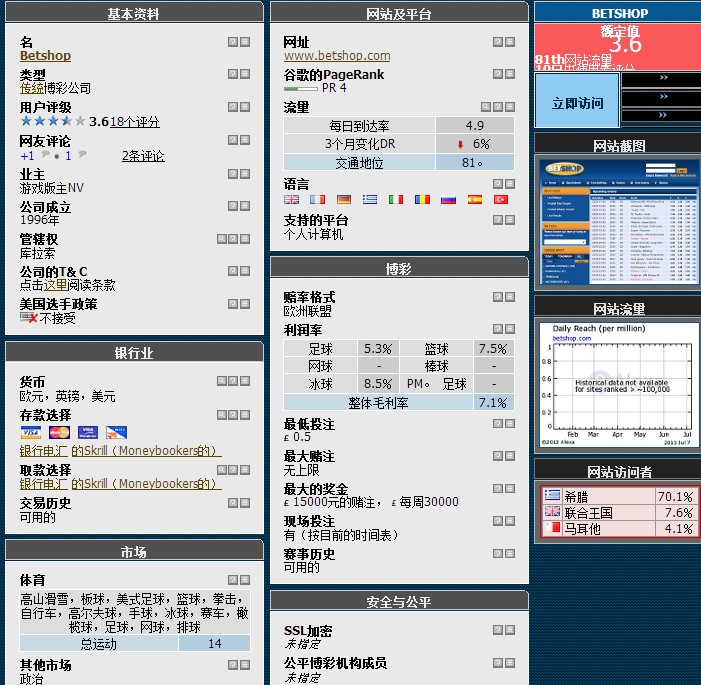 基本资料
名
Betshop
类型
传统博彩公司
用户评级
3.6 18个评分
网友评论
+1 ● 1 2条评论
业主
游戏版主NV
公司成立
1996年
管辖权
库拉索
公司的T& C
点击这里阅读条款
美国选手政策
不接受
银行业
货币
欧元，英镑，美元
存款选择
VISA
银行电汇 的Skrill（Moneybookers的）
取款选择
银行电汇 的Skrill（Moneybookers的）
交易历史
可用的
市场
体育
高山滑雪，板球，美式足球，篮球，拳击，
自行车，高尔夫球，手球，冰球，赛车，橄
榄球，足球，网球，排球
总运动 14
其他市场
政治
网站及平台
网址
www.betshop.com
谷歌的PageRank
PR 4
流量
每日到达率 4.9
3个月变化DR 6%
交通地位 81。
语言
支持的平台
个人计算机
博彩
赔率格式
欧洲联盟
利润率
足球 5.3% 篮球 7.5%
网球 - 棒球 -
冰球 8.5% PM。 足球 -
整体毛利率 7.1%
最低投注
£ 0.5
最大赌注
无上限
最大的奖金
£ 15000元的赌注，£ 每周30000
现场投注
有（按目前的时间表）
赛事历史
可用的
安全与公平
SSL加密
未指定
公平博彩机构成员
未指定
BETSHOP
额定值
3.6
81th网站流量
立即访问
网站截图
BETSHOP
网站流量
Daily Reach (per million)
betshop.com
1
0.8
0.6
0.4
0.2
0
Historical data not available
for sites ranked > ~100,000
Feb Mar Apr May Jun Jul
©2013 Alexa 2013 Jul 7
网站访问者
希腊 70.1%
联合王国 7.6%
马耳他 4.1%